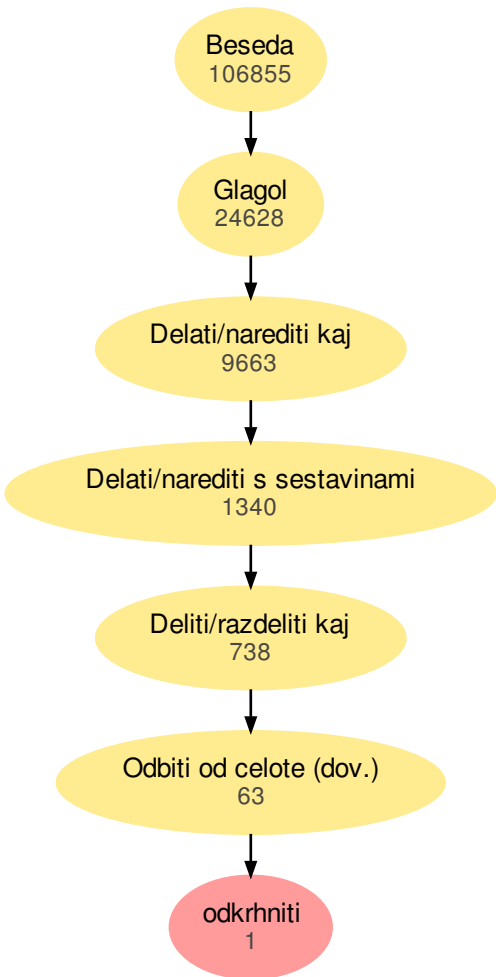 Beseda
106855
Glagol
24628
Delati/narediti kaj
9663
Delati/narediti s sestavinami
1340
Deliti/razdeliti kaj
738
Odbiti od celote (dov.)
63
odkrhniti
1